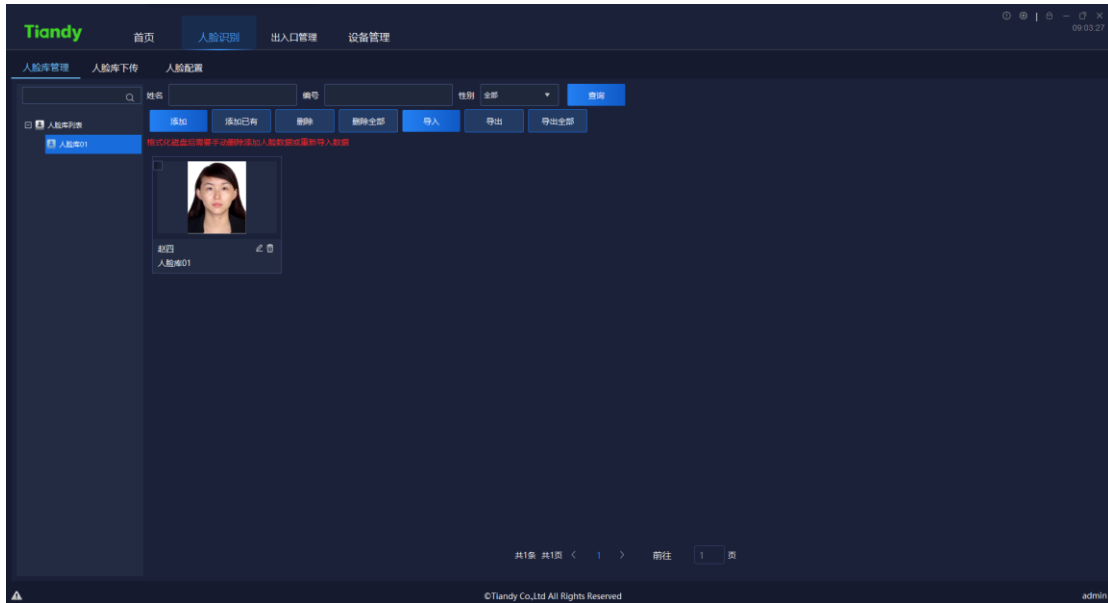 09:03:27
Tiandy 首页 人脸识别 出入口管理 设备管理
人脸库管理 人脸库下传 人脸配置
姓名 编号 性别 全部 查询
人脸库列表
人脸库01
添加 添加已有 删除 删除全部 导入 导出 导出全部
格式化磁盘后需要手动删除添加人脸数据或重新导入数据
赵四
人脸库01
共1条 共1页 < 1 > 前往 1 页
©Tiandy Co.,Ltd All Rights Reserved
admin